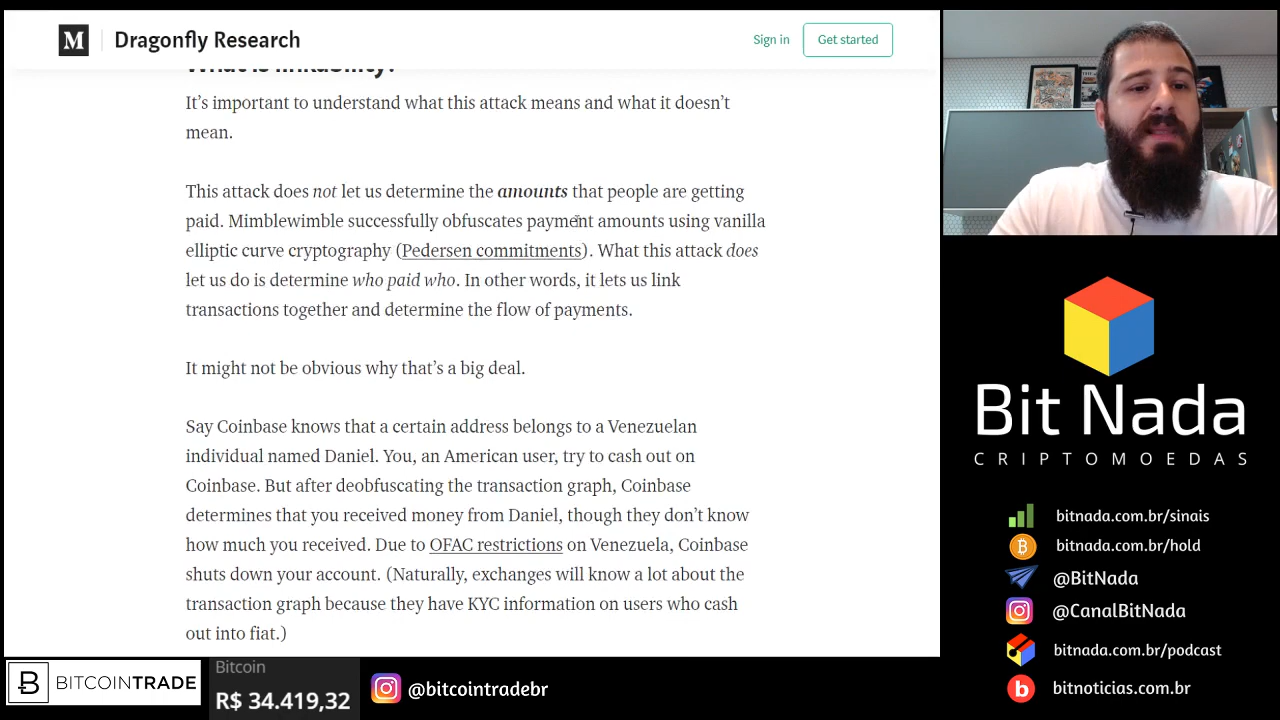 M
Dragonfly Research
Sign in
Get started
What is linkability?
It’s important to understand what this attack means and what it doesn’t
mean.
This attack does not let us determine the amounts that people are getting
paid. Mimblewimble successfully obfuscates payment amounts using vanilla
elliptic curve cryptography (Pedersen commitments). What this attack does
let us do is determine who paid who. In other words, it lets us link
transactions together and determine the flow of payments.
It might not be obvious why that’s a big deal.
Say Coinbase knows that a certain address belongs to a Venezuelan
individual named Daniel. You, an American user, try to cash out on
Coinbase. But after deobfuscating the transaction graph, Coinbase
determines that you received money from Daniel, though they don’t know
how much you received. Due to OFAC restrictions on Venezuela, Coinbase
shuts down your account. (Naturally, exchanges will know a lot about the
transaction graph because they have KYC information on users who cash
out into fiat.)
Bit Nada
CRIPTOMOEDAS
bitnada.com.br/sinais
bitnada.com.br/hold
@BitNada
@CanalBitNada
bitnada.com.br/podcast
b bitnoticias.com.br
B BITCOINTRADE
Bitcoin
R$ 34.419,32
@bitcointradebr